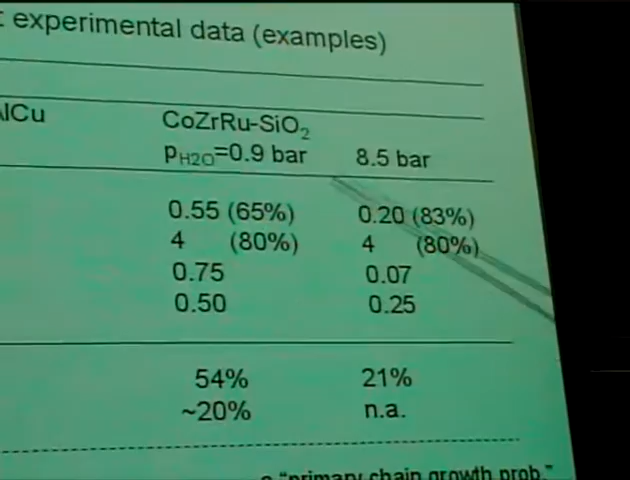 experimental data (examples)
AlCu CoZrRu-SiO2
PH2O=0.9 bar 8.5 bar
0.55 (65%) 0.20 (83%)
4 (80%) 4 (80%)
0.75 0.07
0.50 0.25
54% 21%
~20% n.a.
"primary chain growth prob."